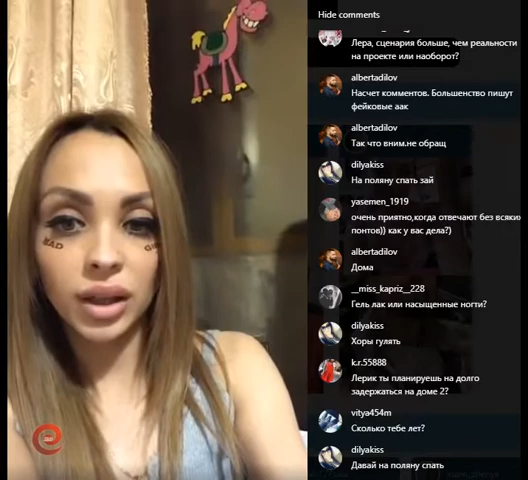 Hide comments
Лера, сценария больше, чем реальности
на проекте или наоборот?
albertadilov
Насчет комментов. Большенство пишут
фейковые аак
albertadilov
Так что вним.не обращ
dilyakiss
На поляну спать зай
yasemen_1919
очень приятно,когда отвечают без всяки
понтов)) как у вас дела?)
albertadilov
Дома
__miss_kapriz__228
Гель лак или насыщенные ногти?
dilyakiss
Хоры гулять
k.r.55888
Лерик ты планируешь на долго
задержаться на доме 2?
vitya454m
Сколько тебе лет?
dilyakiss
Давай на поляну спать
BAD